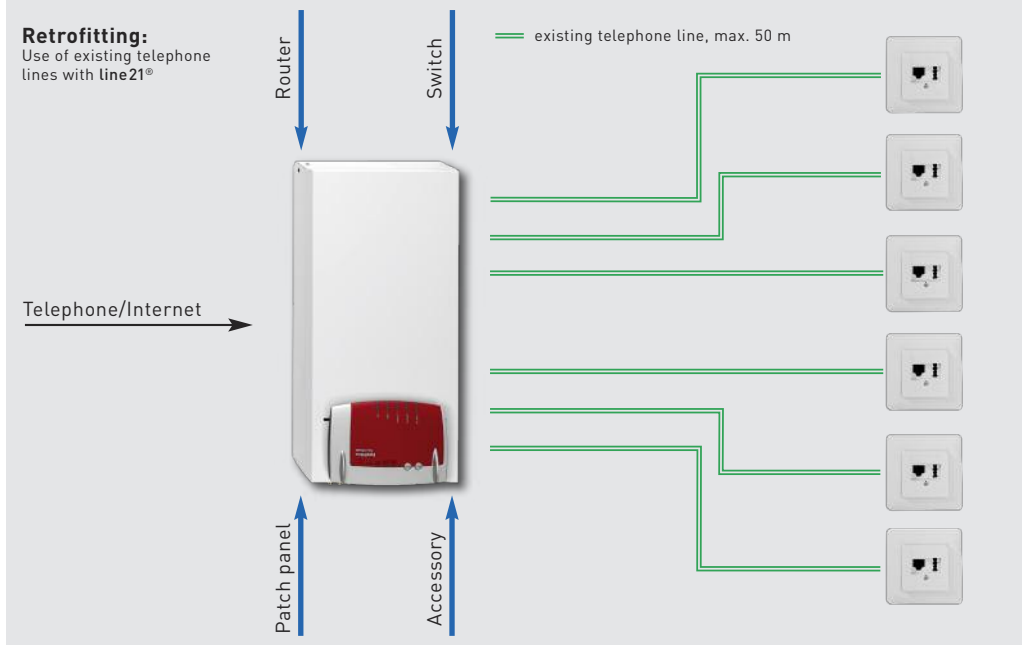 Retrofitting:
Use of existing telephone
lines with line21®
Router
Switch
existing telephone line, max. 50 m
Telephone/Internet
Patch panel
Accessory